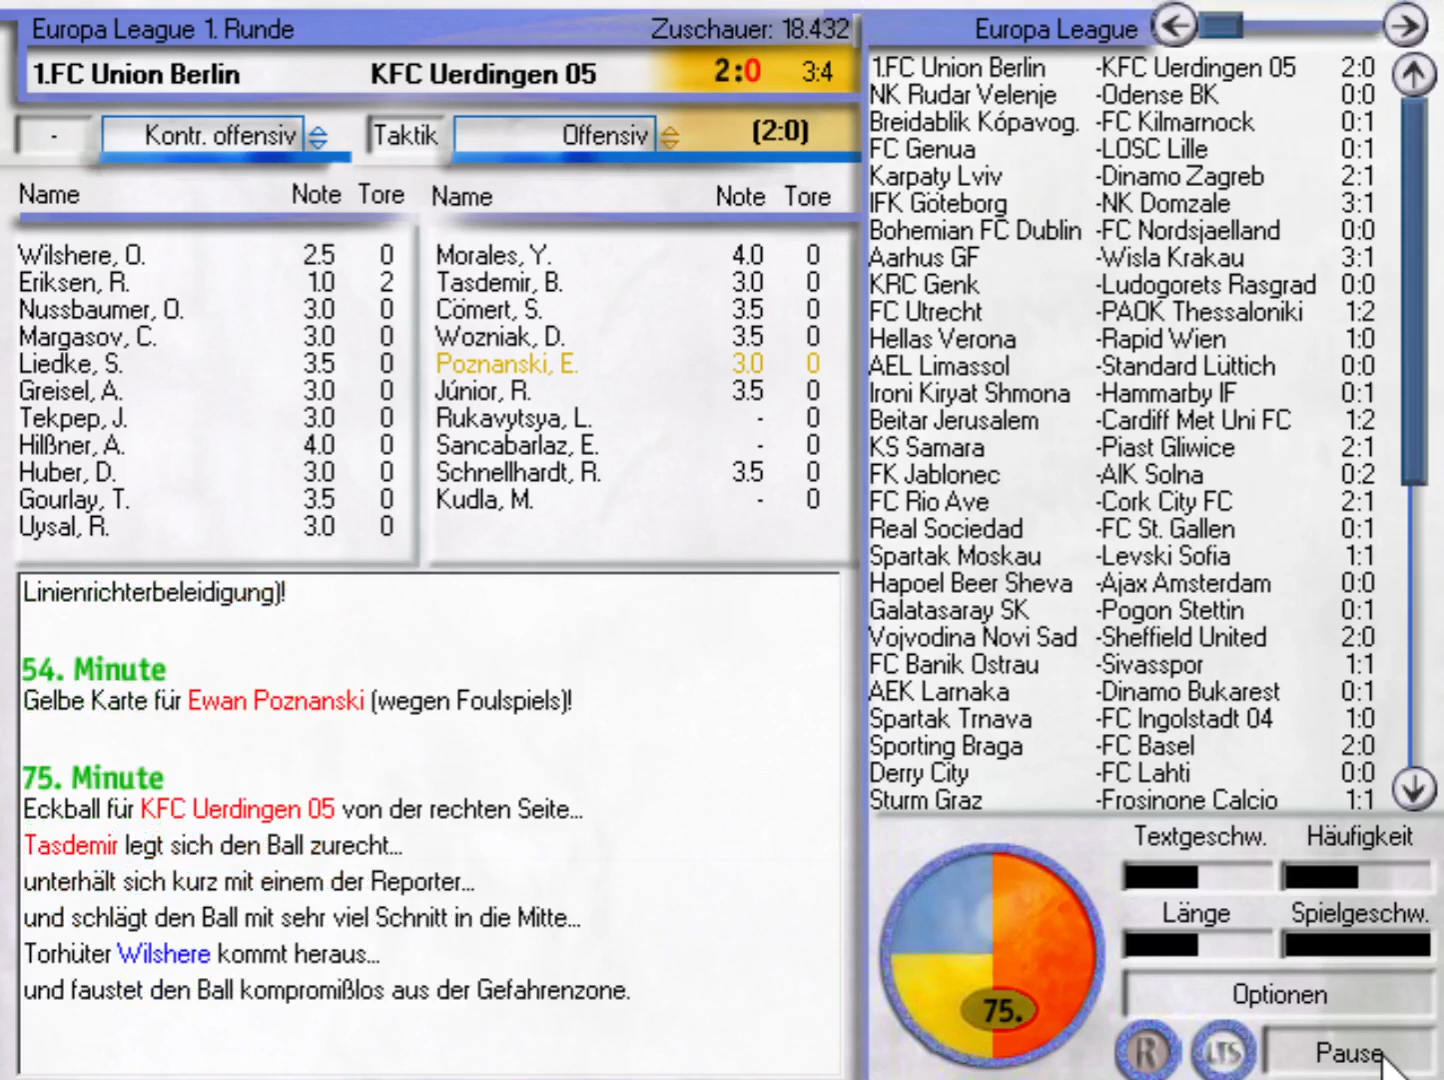 Europa League 1. Runde Zuschauer: 18.432
1.FC Union Berlin KFC Uerdingen 05 2:0 3:4
- Kontr. offensiv Taktik Offensiv (2:0)
Name Note Tore Name Note Tore
Wilshere, O. 2.5 0 Morales, Y. 4.0 0
Eriksen, R. 1.0 2 Tasdemir, B. 3.0 0
Nussbaumer, O. 3.0 0 Cömert, S. 3.5 0
Margasov, C. 3.0 0 Wozniak, D. 3.5 0
Liedke, S. 3.5 0 Poznanski, E. 3.0 0
Greisel, A. 3.0 0 Júnior, R. 3.5 0
Tekpep, J. 3.0 0 Rukavytsya, L. - 0
Hilßner, A. 4.0 0 Sancabarlaz, E. - 0
Huber, D. 3.0 0 Schnellhardt, R. 3.5 0
Gourlay, T. 3.5 0 Kudla, M. - 0
Uysal, R. 3.0 0
Linienrichterbeleidigung)!
54. Minute
Gelbe Karte für Ewan Poznanski (wegen Foulspiels)!
75. Minute
Eckball für KFC Uerdingen 05 von der rechten Seite...
Tasdemir legt sich den Ball zurecht...
unterhält sich kurz mit einem der Reporter...
und schlägt den Ball mit sehr viel Schnitt in die Mitte...
Torhüter Wilshere kommt heraus...
und faustet den Ball kompromißlos aus der Gefahrenzone.
Europa League
1.FC Union Berlin -KFC Uerdingen 05 2:0
NK Rudar Velenje -Odense BK 0:0
Breidablik Kópavog. -FC Kilmarnock 0:1
FC Genua -LOSC Lille 0:1
Karpaty Lviv -Dinamo Zagreb 2:1
IFK Göteborg -NK Domzale 3:1
Bohemian FC Dublin -FC Nordsjaelland 0:0
Aarhus GF -Wisla Krakau 3:1
KRC Genk -Ludogorets Rasgrad 0:0
FC Utrecht -PAOK Thessaloniki 1:2
Hellas Verona -Rapid Wien 1:0
AEL Limassol -Standard Lüttich 0:0
Ironi Kiryat Shmona -Hammarby IF 0:1
Beitar Jerusalem -Cardiff Met Uni FC 1:2
KS Samara -Piast Gliwice 2:1
FK Jablonec -AIK Solna 0:2
FC Rio Ave -Cork City FC 2:1
Real Sociedad -FC St. Gallen 0:1
Spartak Moskau -Levski Sofia 1:1
Hapoel Beer Sheva -Ajax Amsterdam 0:0
Galatasaray SK -Pogon Stettin 0:1
Vojvodina Novi Sad -Sheffield United 2:0
FC Banik Ostrau -Sivasspor 1:1
AEK Larnaka -Dinamo Bukarest 0:1
Spartak Trnava -FC Ingolstadt 04 1:0
Sporting Braga -FC Basel 2:0
Derry City -FC Lahti 0:0
Sturm Graz -Frosinone Calcio 1:1
Textgeschw. Häufigkeit
Länge Spielgeschw.
75.
Optionen
R LTS Pause